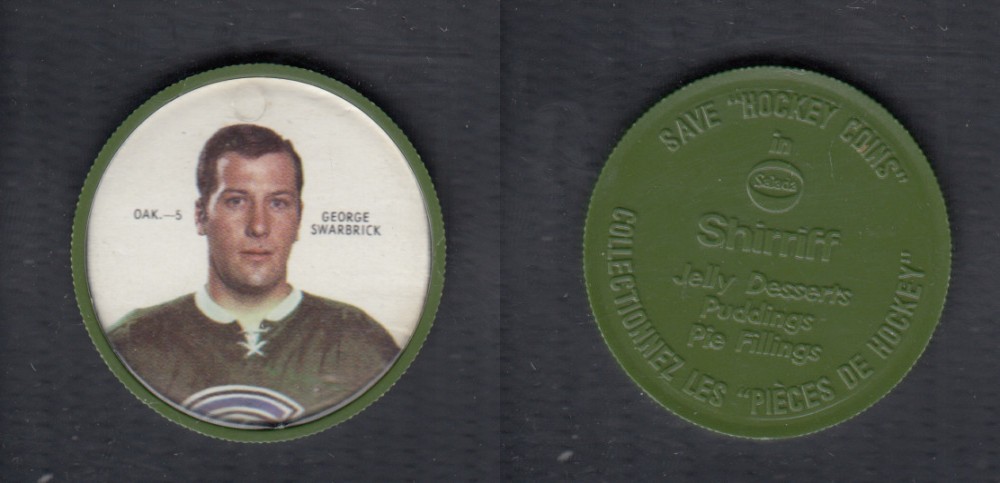 OAK.—5
GEORGE
SWARBRICK
SAVE "HOCKEY COINS"
in
Salada
Shirriff
Jelly Desserts
Puddings
Pie Fillings
COLLECTIONNEZ LES "PIÈCES DE HOCKEY"